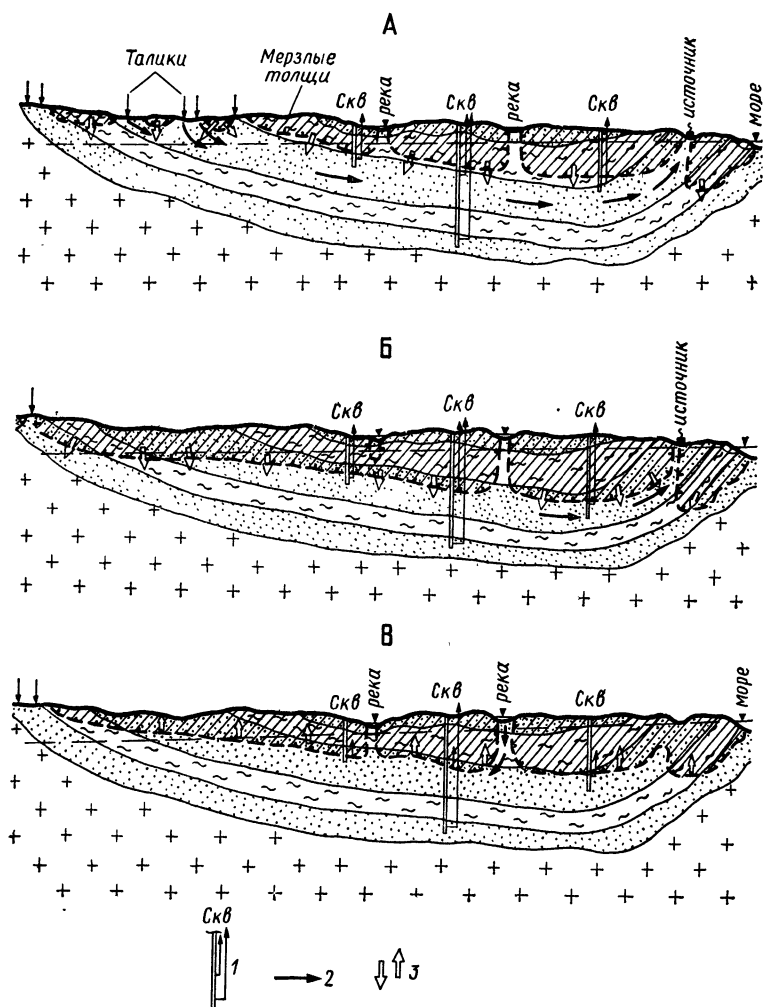 А
Талики
Мерзлые
толщи
Скв
река
Скв
река
Скв
источник
море
Б
Скв
Скв
Скв
источник
В
Скв
река
Скв
река
Скв
море
Скв
1
2
3